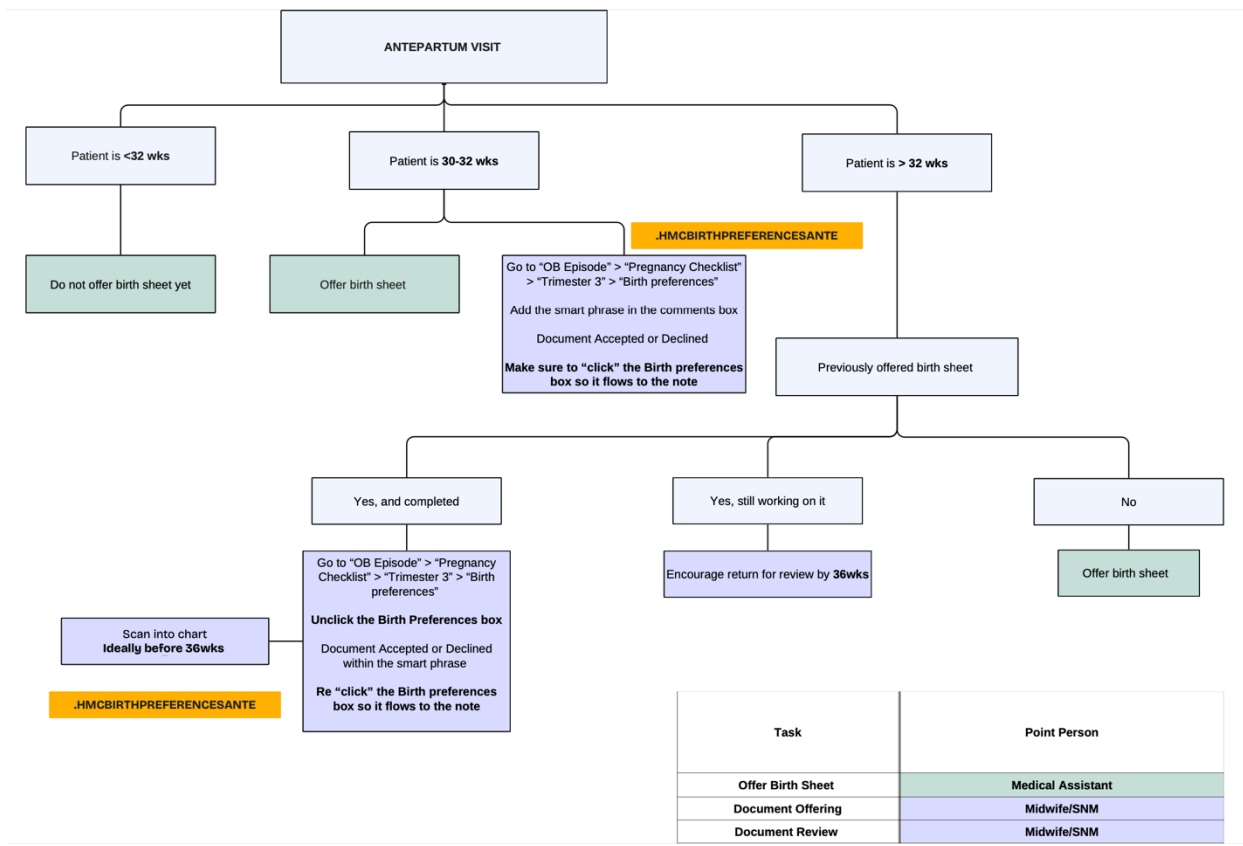 ANTEPARTUM VISIT
Patient is <32 wks
Patient is 30-32 wks
Patient is > 32 wks
.HMCBIRTHPREFERENCESANTE
Do not offer birth sheet yet
Offer birth sheet
Go to “OB Episode” > “Pregnancy Checklist”
> “Trimester 3” > “Birth preferences”
Add the smart phrase in the comments box
Document Accepted or Declined
Make sure to “click” the Birth preferences
box so it flows to the note
Previously offered birth sheet
Yes, and completed
Yes, still working on it
No
Go to “OB Episode” > “Pregnancy
Checklist” > “Trimester 3” > “Birth
preferences”
Unclick the Birth Preferences box
Document Accepted or Declined
within the smart phrase
Re “click” the Birth preferences
box so it flows to the note
Encourage return for review by 36wks
Offer birth sheet
Scan into chart
Ideally before 36wks
.HMCBIRTHPREFERENCESANTE
Task Point Person
Offer Birth Sheet Medical Assistant
Document Offering Midwife/SNM
Document Review Midwife/SNM